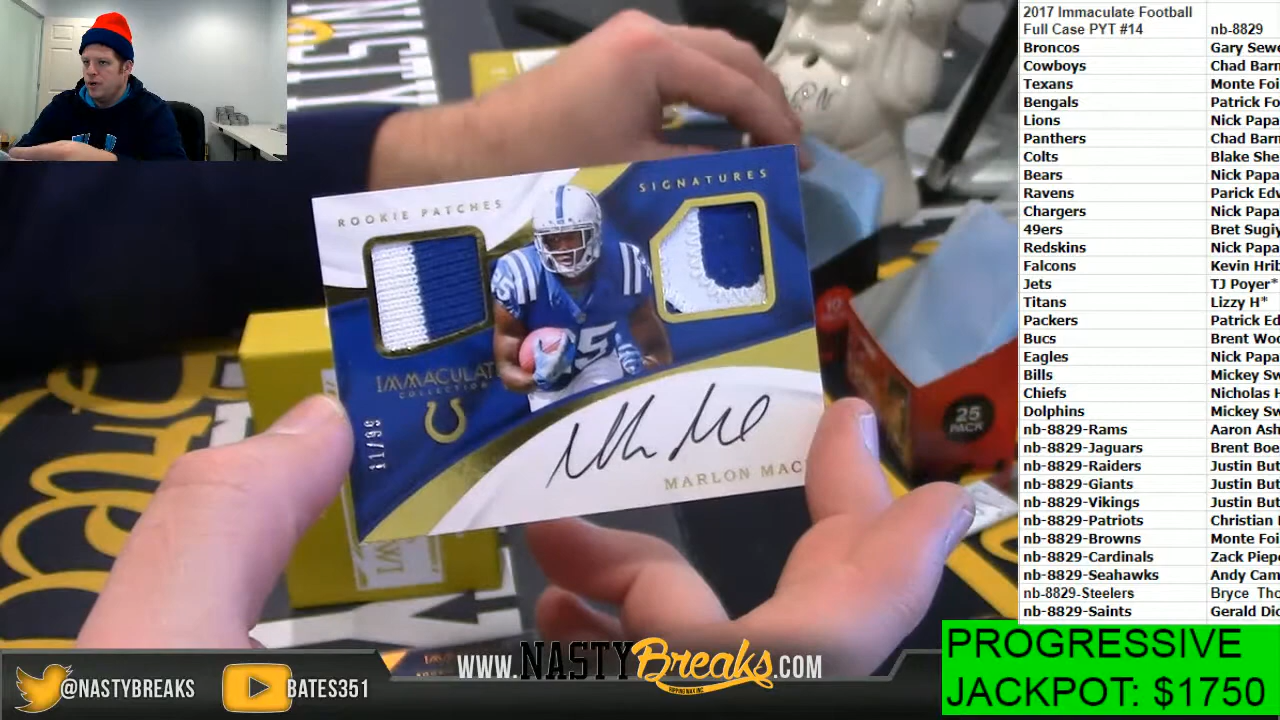 NASTY
ROOKIE PATCHES
SIGNATURES
IMMACULATE
COLLECTION
11/99
MARLON MAC
25
PACK
2017 Immaculate Football
Full Case PYT #14 nb-8829
Broncos Gary Sew
Cowboys Chad Barn
Texans Monte Foi
Bengals Patrick Fo
Lions Nick Papa
Panthers Chad Barn
Colts Blake She
Bears Nick Papa
Ravens Parick Edv
Chargers Nick Papa
49ers Bret Sugiy
Redskins Nick Papa
Falcons Kevin Hrib
Jets TJ Poyer*
Titans Lizzy H*
Packers Patrick Ed
Bucs Brent Woo
Eagles Nick Papa
Bills Mickey Sw
Chiefs Nicholas H
Dolphins Mickey Sw
nb-8829-Rams Aaron Ash
nb-8829-Jaguars Brent Boe
nb-8829-Raiders Justin But
nb-8829-Giants Justin But
nb-8829-Vikings Justin But
nb-8829-Patriots Christian
nb-8829-Browns Monte Foi
nb-8829-Cardinals Zack Piep
nb-8829-Seahawks Andy Cam
nb-8829-Steelers Bryce Tho
nb-8829-Saints Gerald Dic
PROGRESSIVE
JACKPOT: $1750
@NASTYBREAKS
BATES351
WWW.NASTYBreaks.COM